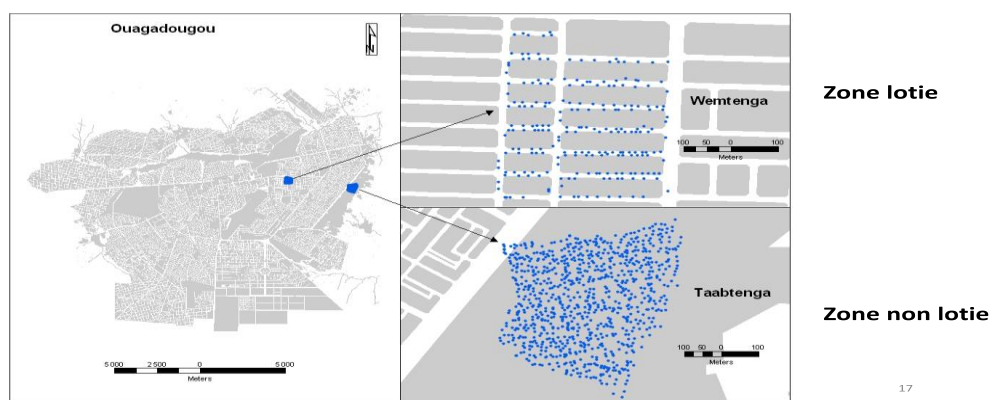 Ouagadougou
N
5 000 2 500 0 5 000
Meters
Wemtenga
100 50 0 100
Meters
Zone lotie
Taabtenga
100 50 0 100
Meters
Zone non lotie
17